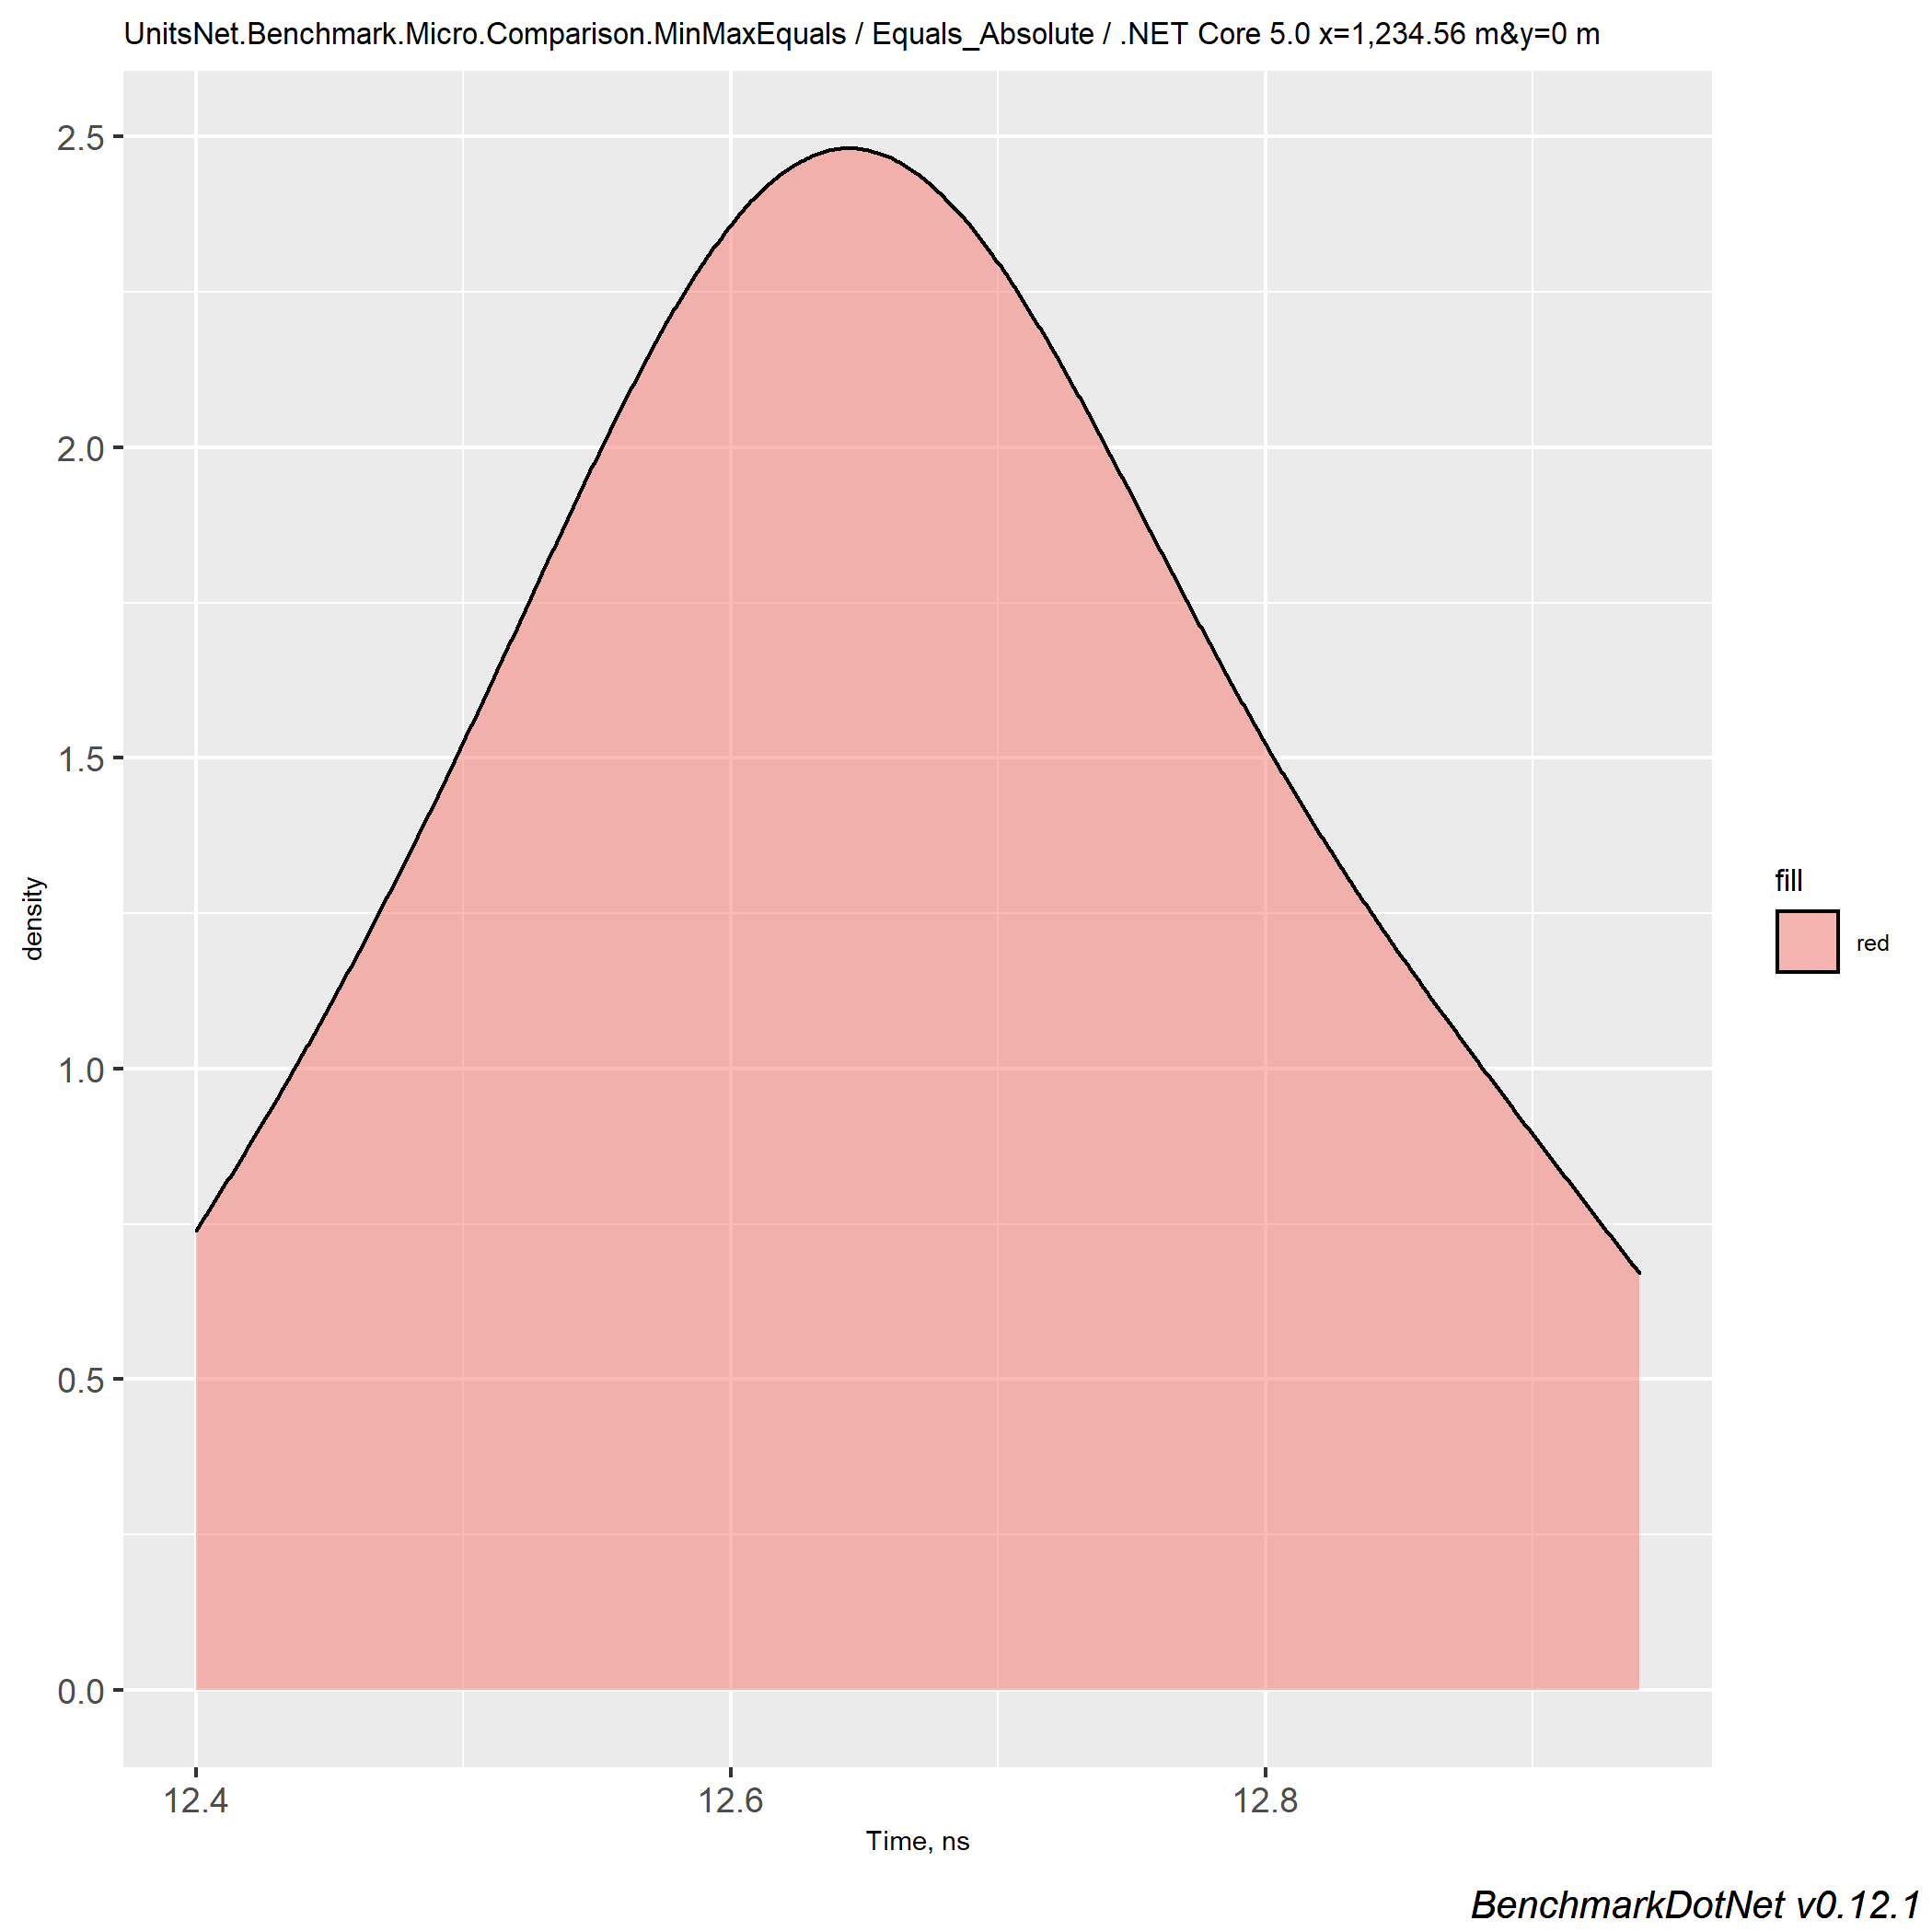 UnitsNet.Benchmark.Micro.Comparison.MinMaxEquals / Equals_Absolute / .NET Core 5.0 x=1,234.56 m&y=0 m
2.5
2.0
1.5
1.0
0.5
0.0
density
12.4
12.6
12.8
Time, ns
fill
red
BenchmarkDotNet v0.12.1